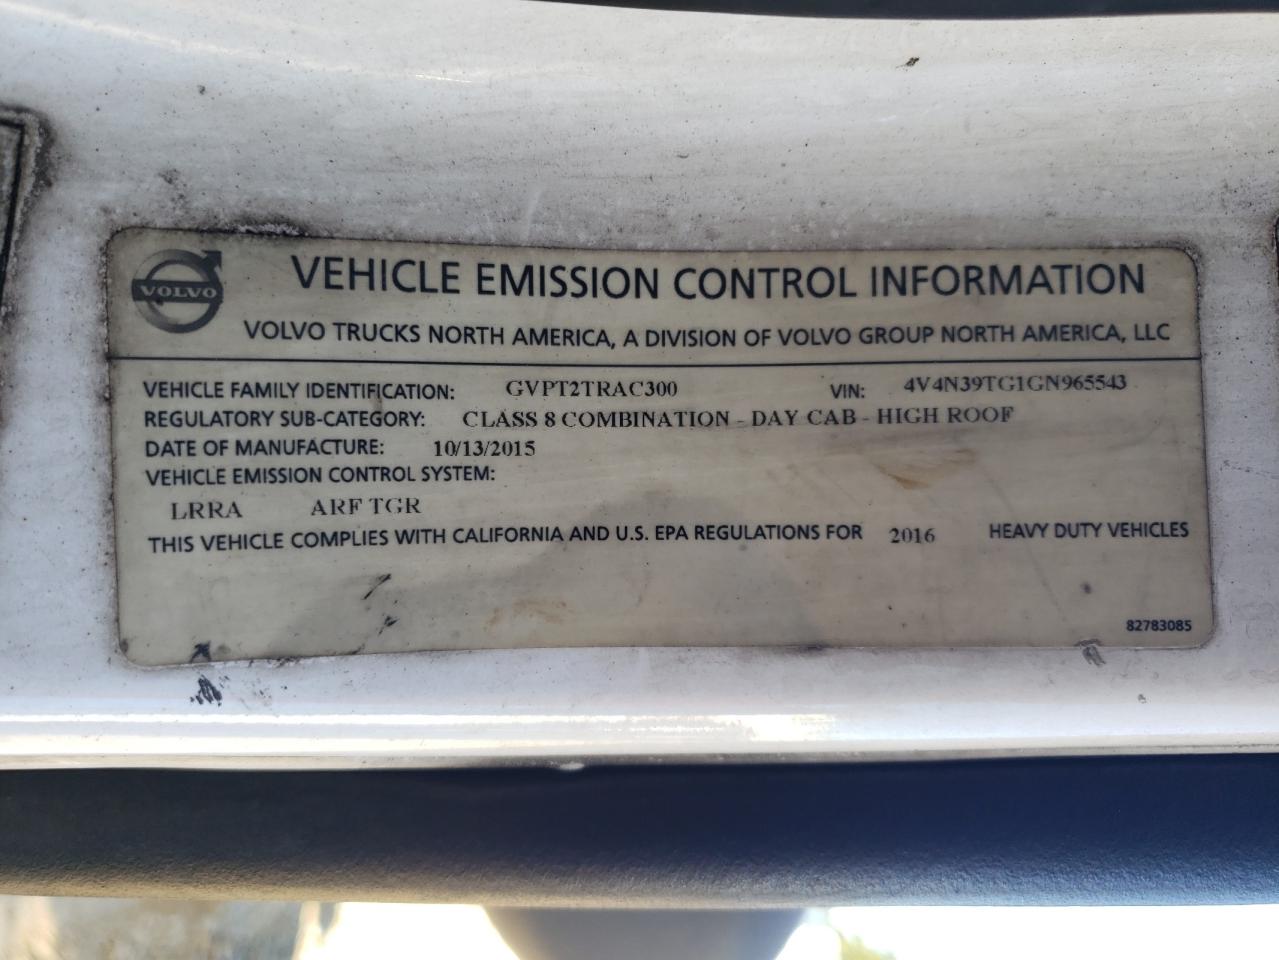 VOLVO
VEHICLE EMISSION CONTROL INFORMATION
VOLVO TRUCKS NORTH AMERICA, A DIVISION OF VOLVO GROUP NORTH AMERICA, LLC
VEHICLE FAMILY IDENTIFICATION: GVPT2TRAC300 VIN: 4V4N39TG1GN965543
REGULATORY SUB-CATEGORY: CLASS 8 COMBINATION - DAY CAB - HIGH ROOF
DATE OF MANUFACTURE: 10/13/2015
VEHICLE EMISSION CONTROL SYSTEM:
LRRA ARF TGR
THIS VEHICLE COMPLIES WITH CALIFORNIA AND U.S. EPA REGULATIONS FOR 2016 HEAVY DUTY VEHICLES
82783085